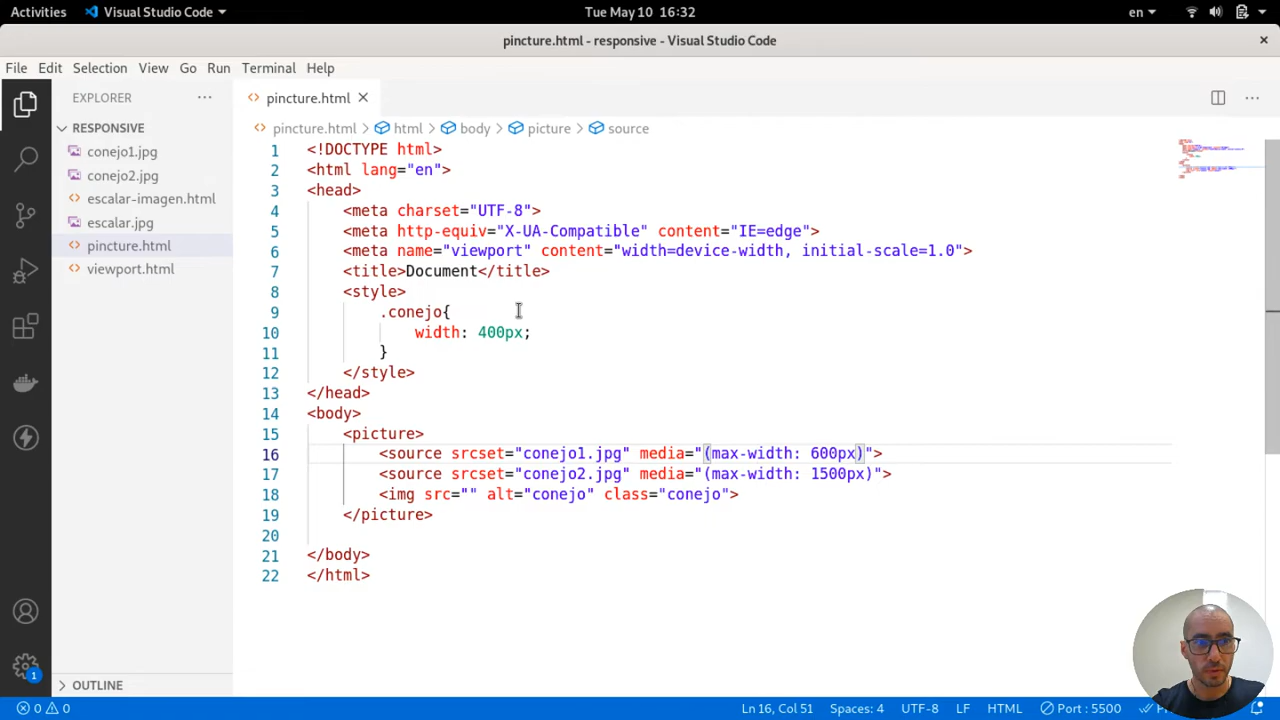 Activities Visual Studio Code Tue May 10 16:32 en
pincture.html - responsive - Visual Studio Code
File Edit Selection View Go Run Terminal Help
EXPLORER
pincture.html
RESPONSIVE
conejo1.jpg
conejo2.jpg
escalar-imagen.html
escalar.jpg
pincture.html
viewport.html
OUTLINE
1
pincture.html > html > body > picture > source
1 <!DOCTYPE html>
2 <html lang="en">
3 <head>
4 <meta charset="UTF-8">
5 <meta http-equiv="X-UA-Compatible" content="IE=edge">
6 <meta name="viewport" content="width=device-width, initial-scale=1.0">
7 <title>Document</title>
8 <style>
9 .conejo{
10 width: 400px;
11 }
12 </style>
13 </head>
14 <body>
15 <picture>
16 <source srcset="conejo1.jpg" media="(max-width: 600px)">
17 <source srcset="conejo2.jpg" media="(max-width: 1500px)">
18 <img src="" alt="conejo" class="conejo">
19 </picture>
20
21 </body>
22 </html>
0 0 Ln 16, Col 51 Spaces: 4 UTF-8 LF HTML Port : 5500